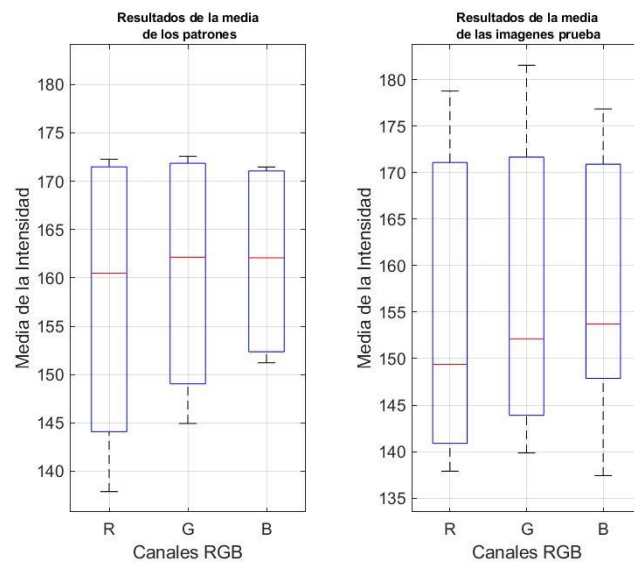 Resultados de la media
de los patrones
180
175
170
165
160
155
150
145
140
Media de la Intensidad
R G B
Canales RGB
Resultados de la media
de las imagenes prueba
180
175
170
165
160
155
150
145
140
135
Media de la Intensidad
R G B
Canales RGB